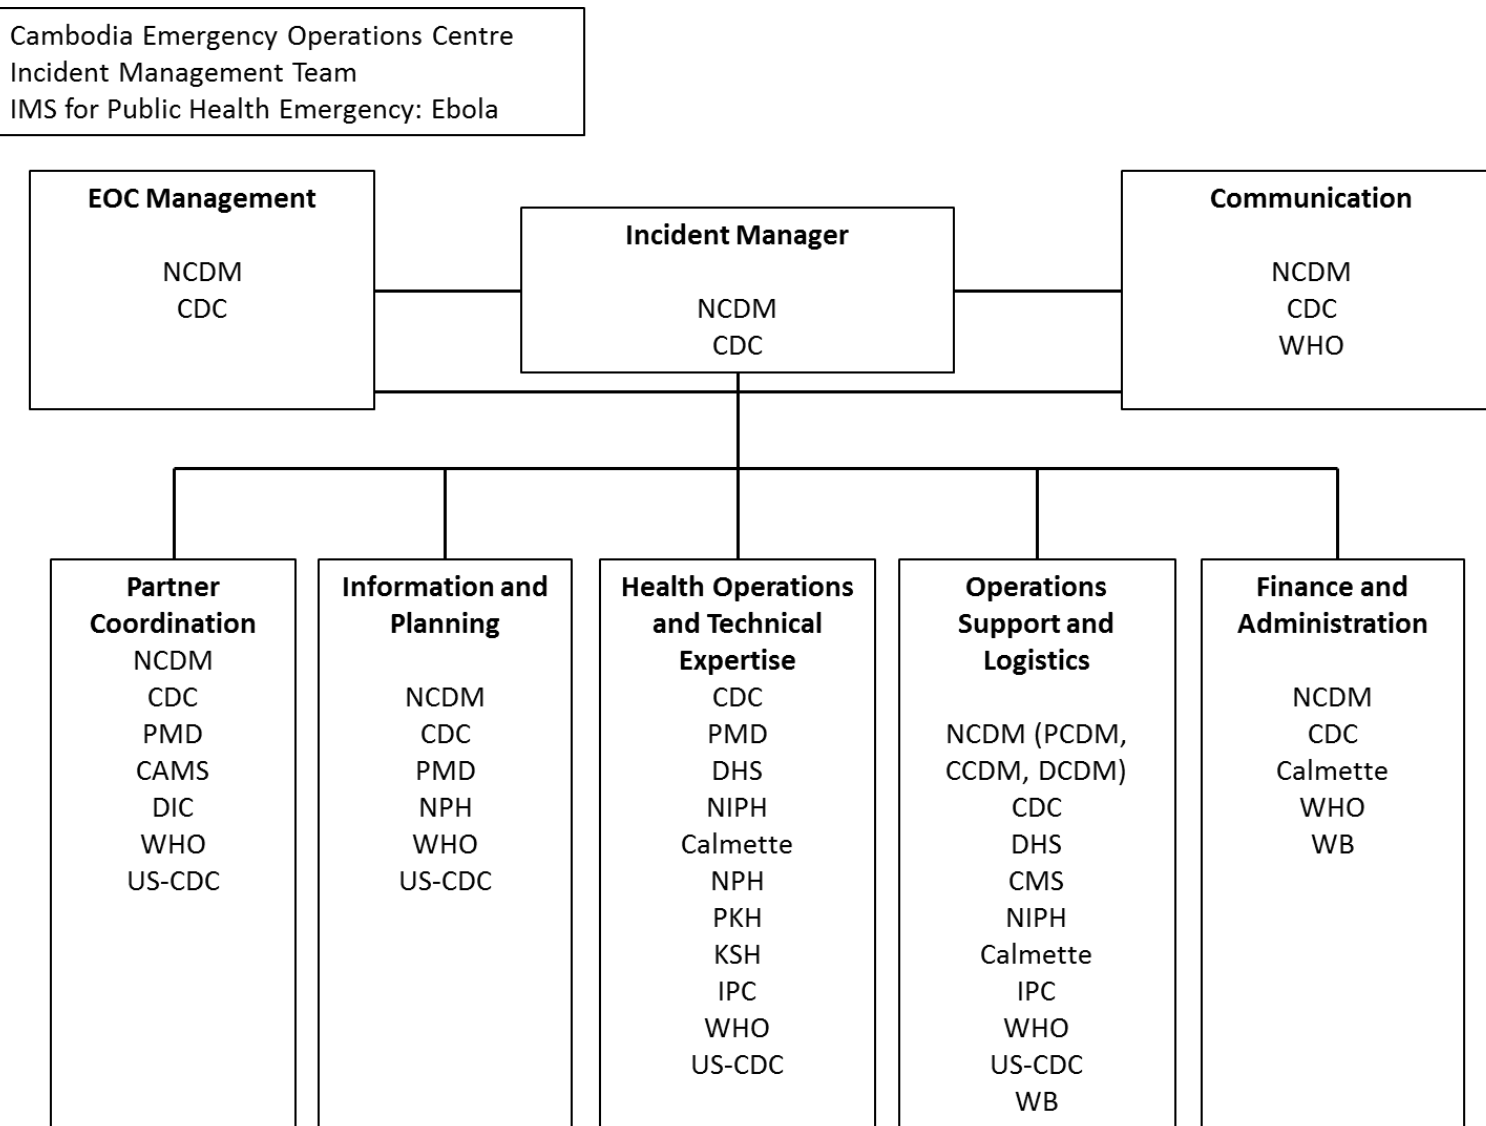 Cambodia Emergency Operations Centre
Incident Management Team
IMS for Public Health Emergency: Ebola
EOC Management
NCDM
CDC
Incident Manager
NCDM
CDC
Communication
NCDM
CDC
WHO
Partner
Coordination
NCDM
CDC
PMD
CAMS
DIC
WHO
US-CDC
Information and
Planning
NCDM
CDC
PMD
NPH
WHO
US-CDC
Health Operations
and Technical
Expertise
CDC
PMD
DHS
NIPH
Calmette
NPH
PKH
KSH
IPC
WHO
US-CDC
Operations
Support and
Logistics
NCDM (PCDM,
CCDM, DCDM)
CDC
DHS
CMS
NIPH
Calmette
IPC
WHO
US-CDC
WB
Finance and
Administration
NCDM
CDC
Calmette
WHO
WB